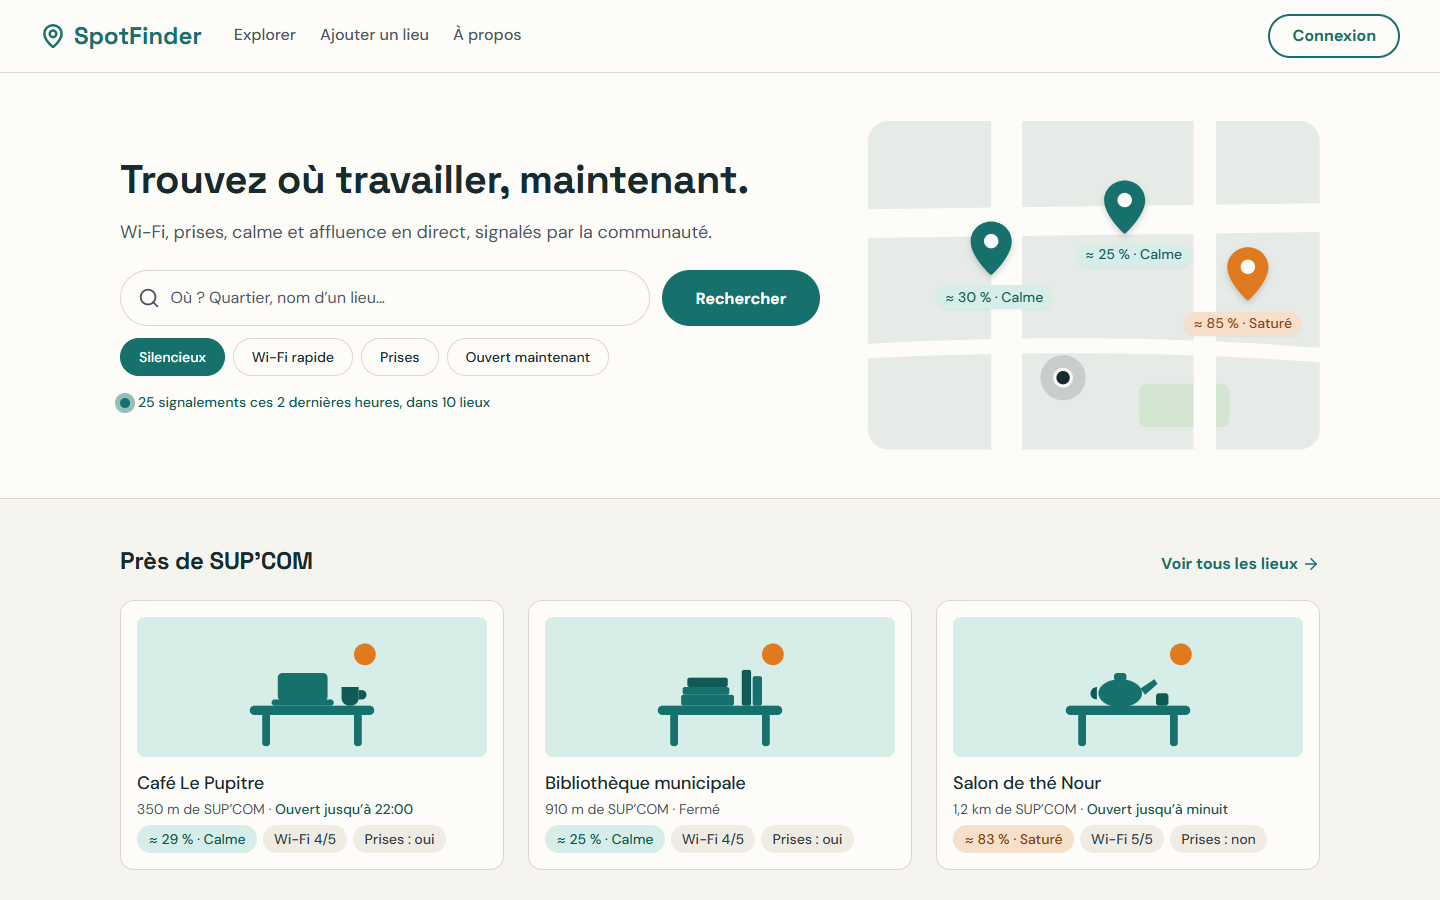 SpotFinder
Explorer
Ajouter un lieu
À propos
Connexion
Trouvez où travailler, maintenant.
Wi-Fi, prises, calme et affluence en direct, signalés par la communauté.
Où ? Quartier, nom d’un lieu…
Rechercher
Silencieux
Wi-Fi rapide
Prises
Ouvert maintenant
25 signalements ces 2 dernières heures, dans 10 lieux
≈ 25 % · Calme
≈ 30 % · Calme
≈ 85 % · Saturé
Près de SUP’COM
Voir tous les lieux →
Café Le Pupitre
350 m de SUP’COM · Ouvert jusqu’à 22:00
≈ 29 % · Calme
Wi-Fi 4/5
Prises : oui
Bibliothèque municipale
910 m de SUP’COM · Fermé
≈ 25 % · Calme
Wi-Fi 4/5
Prises : oui
Salon de thé Nour
1,2 km de SUP’COM · Ouvert jusqu’à minuit
≈ 83 % · Saturé
Wi-Fi 5/5
Prises : non